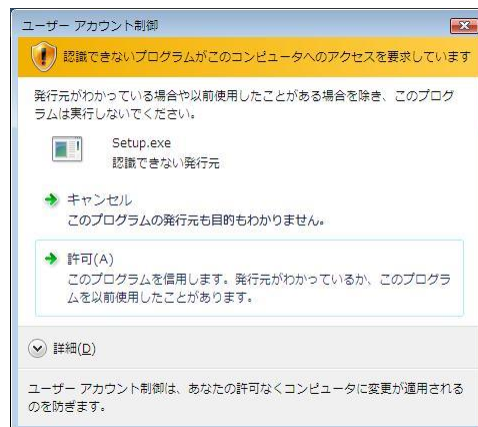 ユーザー アカウント制御
認識できないプログラムがこのコンピュータへのアクセスを要求しています
発行元がわかっている場合や以前使用したことがある場合を除き、このプログ
ラムは実行しないでください。
Setup.exe
認識できない発行元
キャンセル
このプログラムの発行元も目的もわかりません。
許可(A)
このプログラムを信用します。発行元がわかっているか、このプログラ
ムを以前使用したことがあります。
詳細(D)
ユーザー アカウント制御は、あなたの許可なくコンピュータに変更が適用される
のを防ぎます。